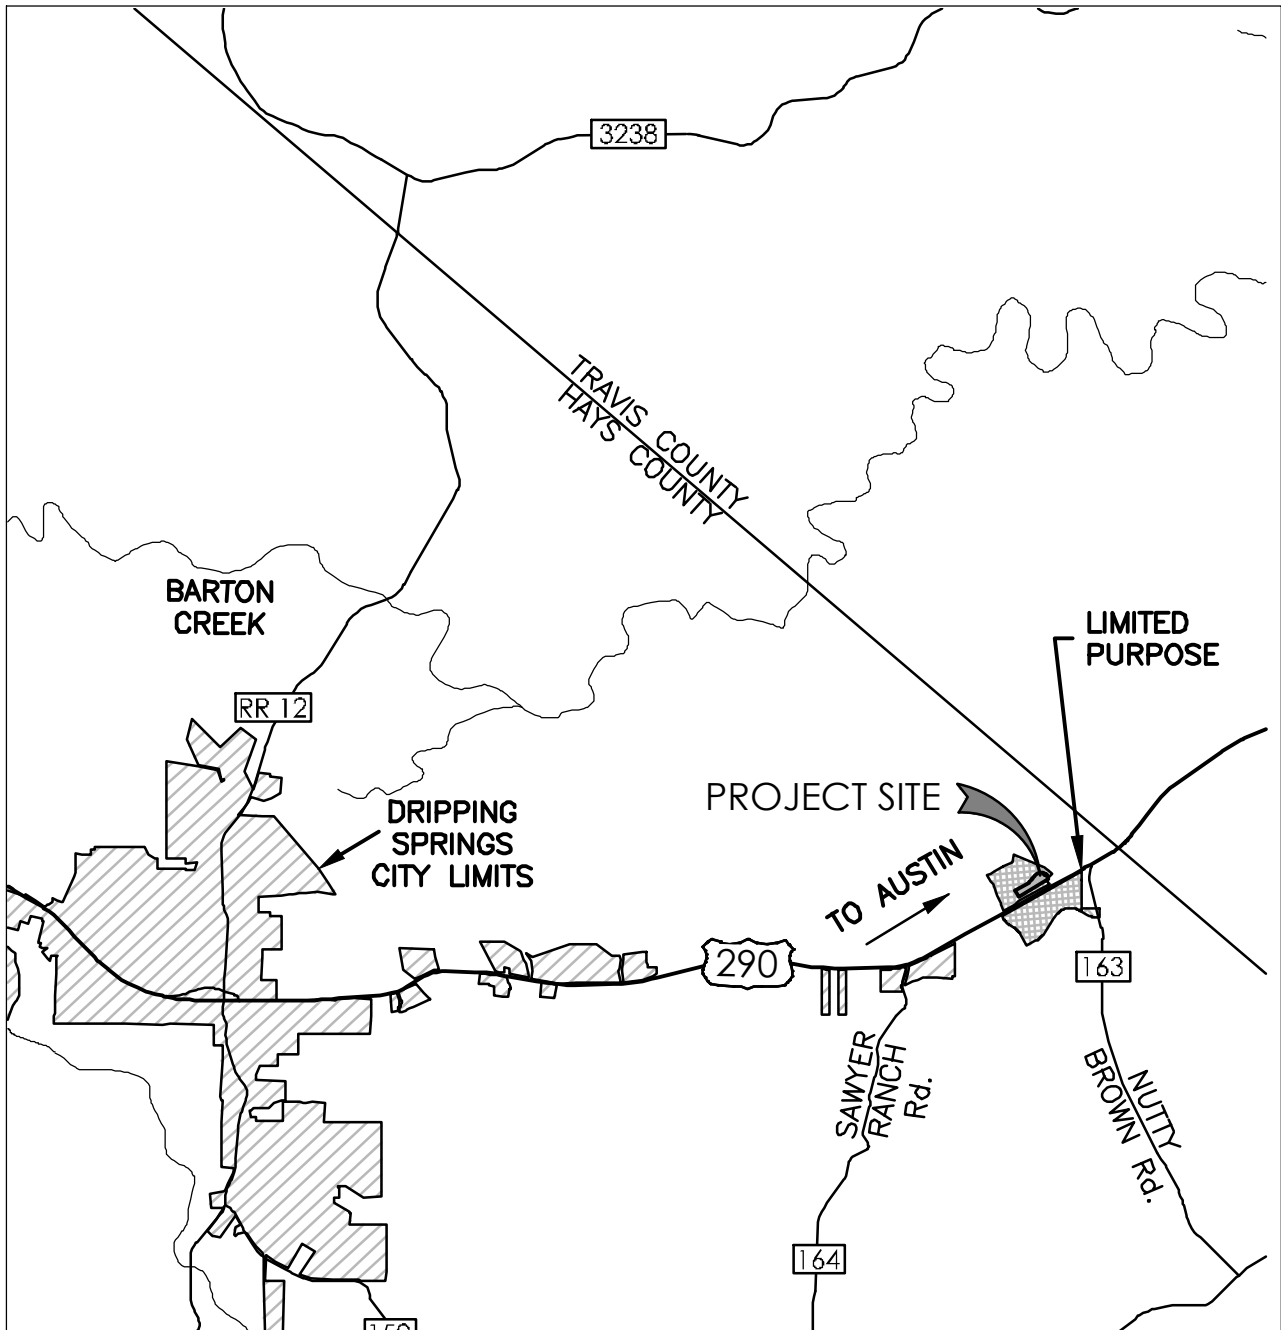 3238
TRAVIS COUNTY
HAYS COUNTY
BARTON
CREEK
LIMITED
PURPOSE
RR 12
PROJECT SITE
DRIPPING
SPRINGS
CITY LIMITS
TO AUSTIN
290
163
SAWYER
RANCH
Rd.
NUTTY
BROWN Rd.
164